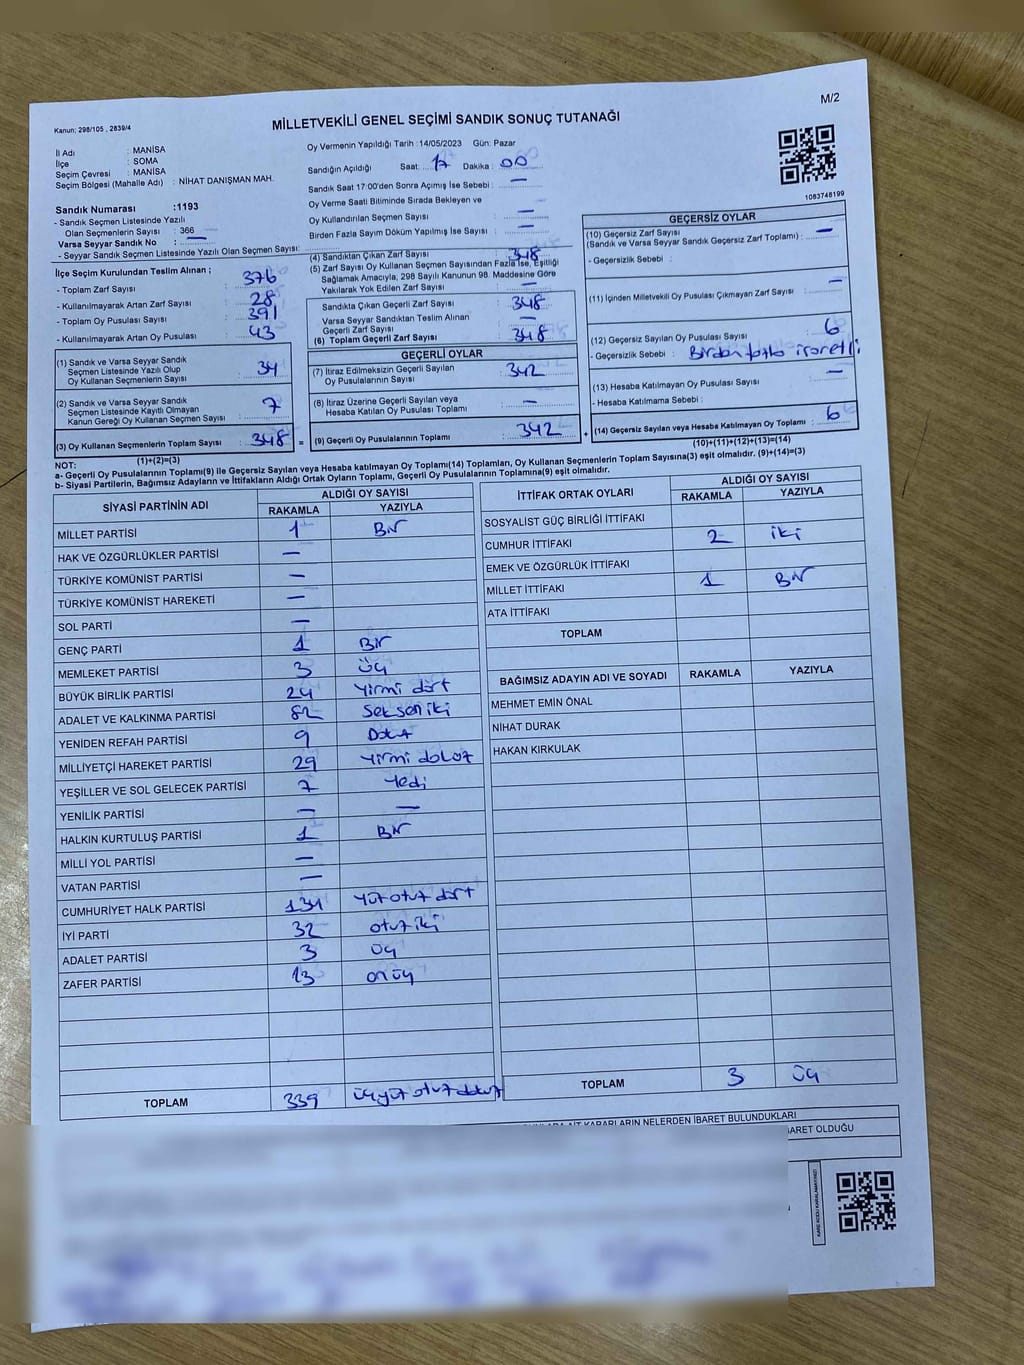 M/2
Kanun; 298/105 , 2839/4
MİLLETVEKİLİ GENEL SEÇİMİ SANDIK SONUÇ TUTANAĞI
İl Adı : MANİSA
İlçe : SOMA
Seçim Çevresi : MANİSA
Seçim Bölgesi (Mahalle Adı) : NİHAT DANIŞMAN MAH.
Oy Vermenin Yapıldığı Tarih : 14/05/2023 Gün: Pazar
Sandığın Açıldığı Saat: 17 Dakika : 00
Sandık Saat 17:00'den Sonra Açımış İse Sebebi : —
Oy Verme Saati Bitiminde Sırada Bekleyen ve
Oy Kullandırılan Seçmen Sayısı : —
Birden Fazla Sayım Döküm Yapılmış İse Sayısı : —
1083748199
Sandık Numarası :1193
- Sandık Seçmen Listesinde Yazılı
Olan Seçmenlerin Sayısı : 366
Varsa Seyyar Sandık No : —
- Seyyar Sandık Seçmen Listesinde Yazılı Olan Seçmen Sayısı:
İlçe Seçim Kurulundan Teslim Alınan ;
- Toplam Zarf Sayısı : 376
- Kullanılmayarak Artan Zarf Sayısı : 28
- Toplam Oy Pusulası Sayısı : 391
- Kullanılmayarak Artan Oy Pusulası : 43
(1) Sandık ve Varsa Seyyar Sandık
Seçmen Listesinde Yazılı Olup
Oy Kullanan Seçmenlerin Sayısı : 341
(2) Sandık ve Varsa Seyyar Sandık
Seçmen Listesinde Kayıtlı Olmayan
Kanun Gereği Oy Kullanan Seçmen Sayısı : 7
(3) Oy Kullanan Seçmenlerin Toplam Sayısı : 348 =
(1)+(2)=(3)
(4) Sandıktan Çıkan Zarf Sayısı : 348
(5) Zarf Sayısı Oy Kullanan Seçmen Sayısından Fazla İse, Eşitliği
Sağlamak Amacıyla, 298 Sayılı Kanunun 98. Maddesine Göre
Yakılarak Yok Edilen Zarf Sayısı : —
Sandıkta Çıkan Geçerli Zarf Sayısı : 348
Varsa Seyyar Sandıktan Teslim Alınan
Geçerli Zarf Sayısı : —
(6) Toplam Geçerli Zarf Sayısı : 348
GEÇERLİ OYLAR
(7) İtiraz Edilmeksizin Geçerli Sayılan
Oy Pusulalarının Sayısı : 342
(8) İtiraz Üzerine Geçerli Sayılan veya
Hesaba Katılan Oy Pusulası Toplamı : —
(9) Geçerli Oy Pusulalarının Toplamı : 342 +
GEÇERSİZ OYLAR
(10) Geçersiz Zarf Sayısı
(Sandık ve Varsa Seyyar Sandık Geçersiz Zarf Toplamı) : —
- Geçersizlik Sebebi :
(11) İçinden Milletvekili Oy Pusulası Çıkmayan Zarf Sayısı : —
(12) Geçersiz Sayılan Oy Pusulası Sayısı : 6
- Geçersizlik Sebebi : Birden fazla işaretli
(13) Hesaba Katılmayan Oy Pusulası Sayısı : —
- Hesaba Katılmama Sebebi :
(14) Geçersiz Sayılan veya Hesaba Katılmayan Oy Toplamı : 6
(10)+(11)+(12)+(13)=(14)
NOT:
a- Geçerli Oy Pusulalarının Toplamı(9) ile Geçersiz Sayılan veya Hesaba katılmayan Oy Toplamı(14) Toplamları, Oy Kullanan Seçmenlerin Toplam Sayısına(3) eşit olmalıdır. (9)+(14)=(3)
b- Siyasi Partilerin, Bağımsız Adayların ve İttifakların Aldığı Ortak Oyların Toplamı, Geçerli Oy Pusulalarının Toplamına(9) eşit olmalıdır.
SİYASİ PARTİNİN ADI ALDIĞI OY SAYISI
RAKAMLA YAZIYLA
MİLLET PARTİSİ 1 Bir
HAK VE ÖZGÜRLÜKLER PARTİSİ —
TÜRKİYE KOMÜNİST PARTİSİ —
TÜRKİYE KOMÜNİST HAREKETİ —
SOL PARTİ —
GENÇ PARTİ 1 Bir
MEMLEKET PARTİSİ 3 üç
BÜYÜK BİRLİK PARTİSİ 24 Yirmi dört
ADALET VE KALKINMA PARTİSİ 82 Seksen iki
YENİDEN REFAH PARTİSİ 9 Dokuz
MİLLİYETÇİ HAREKET PARTİSİ 29 Yirmi dokuz
YEŞİLLER VE SOL GELECEK PARTİSİ 7 Yedi
YENİLİK PARTİSİ — —
HALKIN KURTULUŞ PARTİSİ 1 Bir
MİLLİ YOL PARTİSİ —
VATAN PARTİSİ —
CUMHURİYET HALK PARTİSİ 134 Yüz otuz dört
İYİ PARTİ 32 otuz iki
ADALET PARTİSİ 3 üç
ZAFER PARTİSİ 13 on üç
TOPLAM 339 üçyüz otuz dokuz
İTTİFAK ORTAK OYLARI ALDIĞI OY SAYISI
RAKAMLA YAZIYLA
SOSYALİST GÜÇ BİRLİĞİ İTTİFAKI
CUMHUR İTTİFAKI 2 iki
EMEK VE ÖZGÜRLÜK İTTİFAKI
MİLLET İTTİFAKI 1 Bir
ATA İTTİFAKI
TOPLAM
BAĞIMSIZ ADAYIN ADI VE SOYADI RAKAMLA YAZIYLA
MEHMET EMİN ÖNAL
NİHAT DURAK
HAKAN KIRKULAK
TOPLAM 3 üç
AİT KARARLARIN NELERDEN İBARET BULUNDUKLARI
OLDUĞU